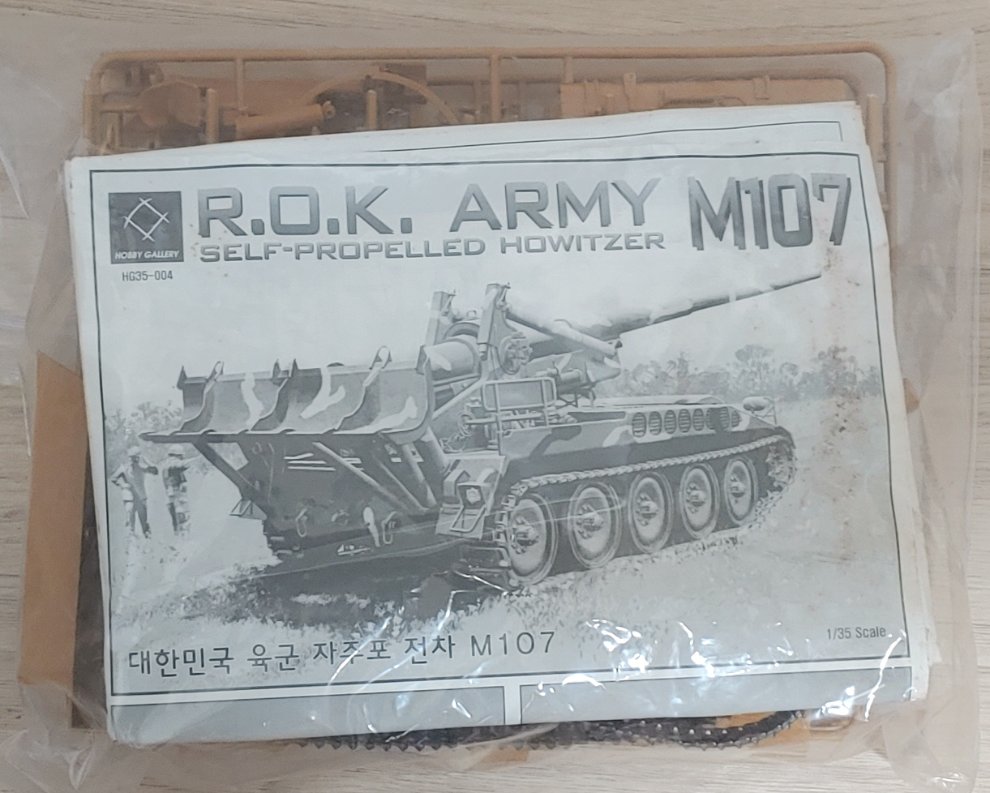 R.O.K. ARMY M107
SELF-PROPELLED HOWITZER
HOBBY GALLERY
HG35-004
대한민국 육군 자주포 전차 M107
1/35 Scale